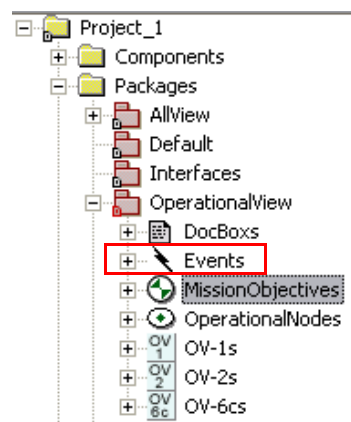 Project_1
Components
Packages
AllView
Default
Interfaces
OperationalView
DocBoxs
Events
MissionObjectives
OperationalNodes
OV 1 OV-1s
OV 2 OV-2s
OV 6c OV-6cs